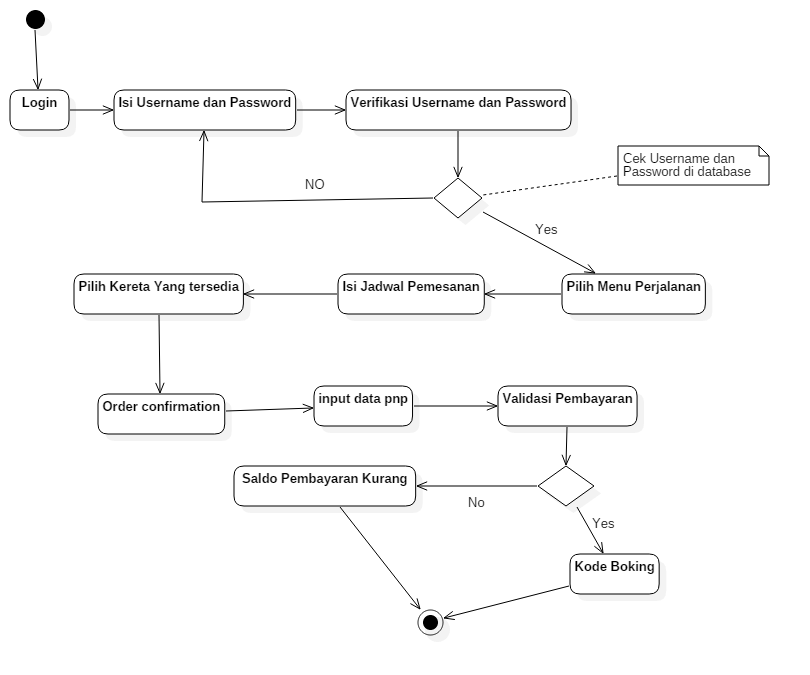 Login
Isi Username dan Password
Verifikasi Username dan Password
Cek Username dan
Password di database
NO
Yes
Pilih Kereta Yang tersedia
Isi Jadwal Pemesanan
Pilih Menu Perjalanan
Order confirmation
input data pnp
Validasi Pembayaran
Saldo Pembayaran Kurang
No
Yes
Kode Boking